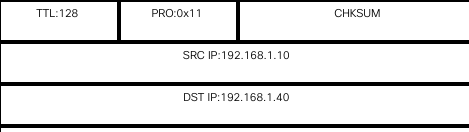 TTL:128 PRO:0x11 CHKSUM
SRC IP:192.168.1.10
DST IP:192.168.1.40